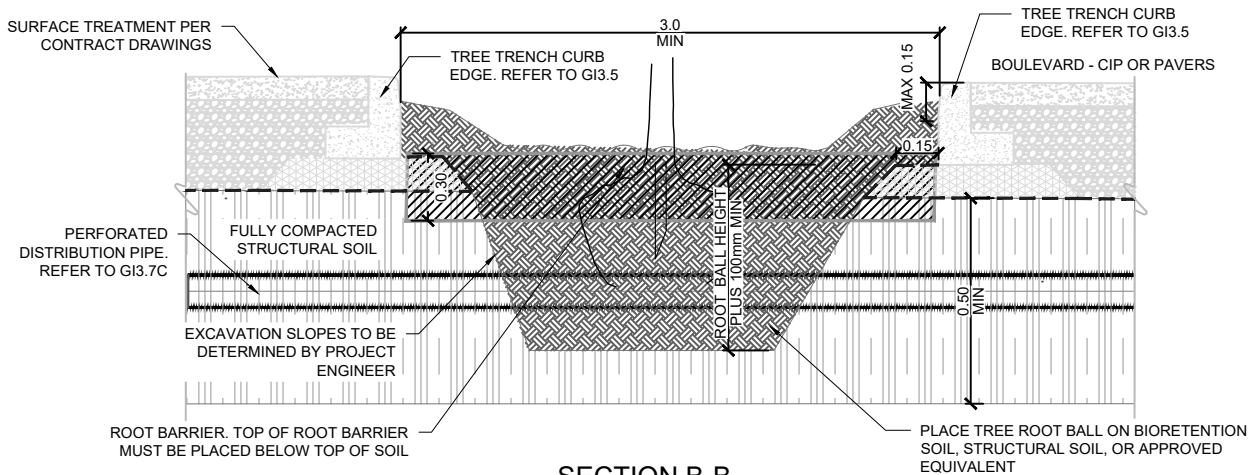 SURFACE TREATMENT PER
CONTRACT DRAWINGS
TREE TRENCH CURB
EDGE. REFER TO GI3.5
3.0
MIN
TREE TRENCH CURB
EDGE. REFER TO GI3.5
BOULEVARD - CIP OR PAVERS
MAX 0.15
0.15
0.30
ROOT BALL HEIGHT
PLUS 100mm MIN
0.50
MIN
PERFORATED
DISTRIBUTION PIPE.
REFER TO GI3.7C
FULLY COMPACTED
STRUCTURAL SOIL
EXCAVATION SLOPES TO BE
DETERMINED BY PROJECT
ENGINEER
ROOT BARRIER. TOP OF ROOT BARRIER
MUST BE PLACED BELOW TOP OF SOIL
PLACE TREE ROOT BALL ON BIORETENTION
SOIL, STRUCTURAL SOIL, OR APPROVED
EQUIVALENT
SECTION B-B